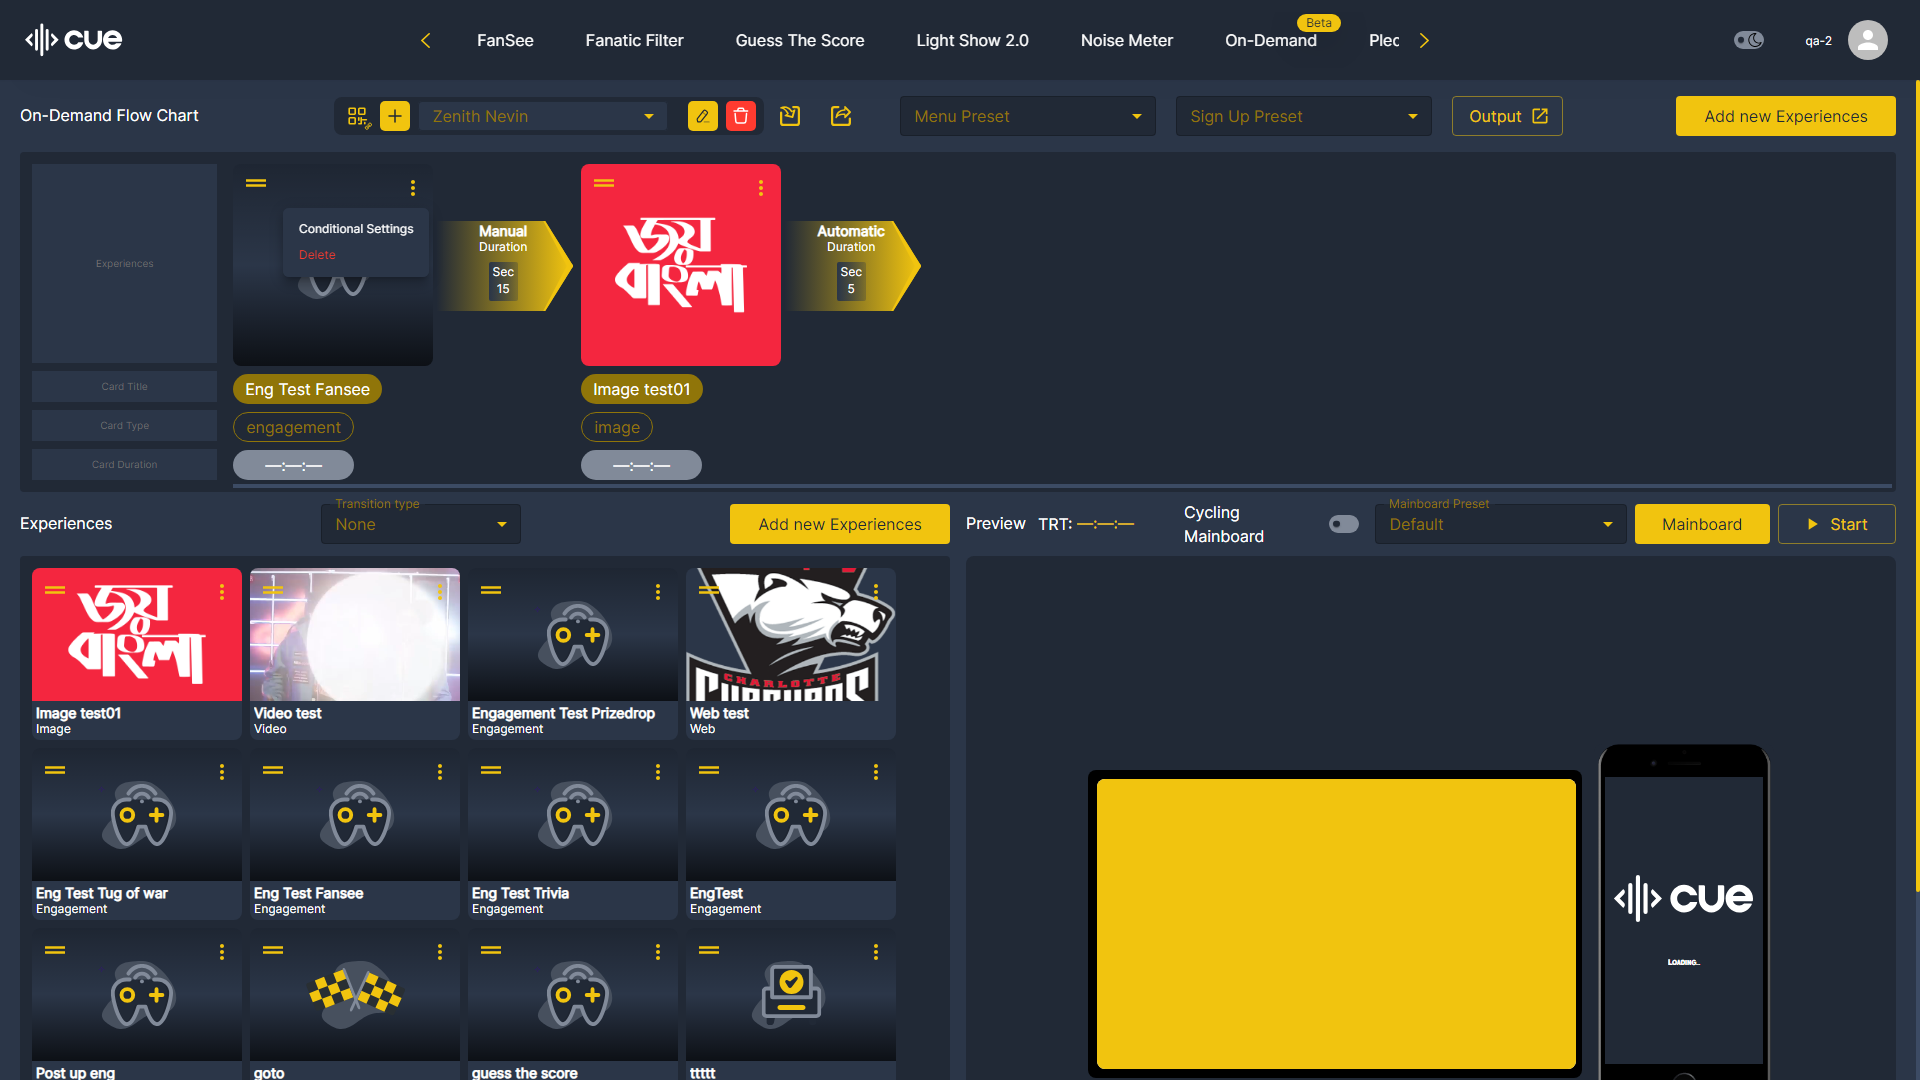 cue
FanSee
Fanatic Filter
Guess The Score
Light Show 2.0
Noise Meter
On-Demand
Beta
Plec
qa-2
On-Demand Flow Chart
Zenith Nevin
Menu Preset
Sign Up Preset
Output
Add new Experiences
Experiences
Conditional Settings
Delete
Manual
Duration
Sec
15
জয়
বাংলা
Automatic
Duration
Sec
5
Card Title
Eng Test Fansee
Image test01
Card Type
engagement
image
Card Duration
—:—:—
—:—:—
Experiences
Transition type
None
Add new Experiences
Preview
TRT: —:—:—
Cycling
Mainboard
Mainboard Preset
Default
Mainboard
Start
জয়
বাংলা
Image test01
Image
Video test
Video
Engagement Test Prizedrop
Engagement
CHARLOTTE
Web test
Web
Eng Test Tug of war
Engagement
Eng Test Fansee
Engagement
Eng Test Trivia
Engagement
EngTest
Engagement
Post up eng
goto
guess the score
ttttt
cue
LOADING...